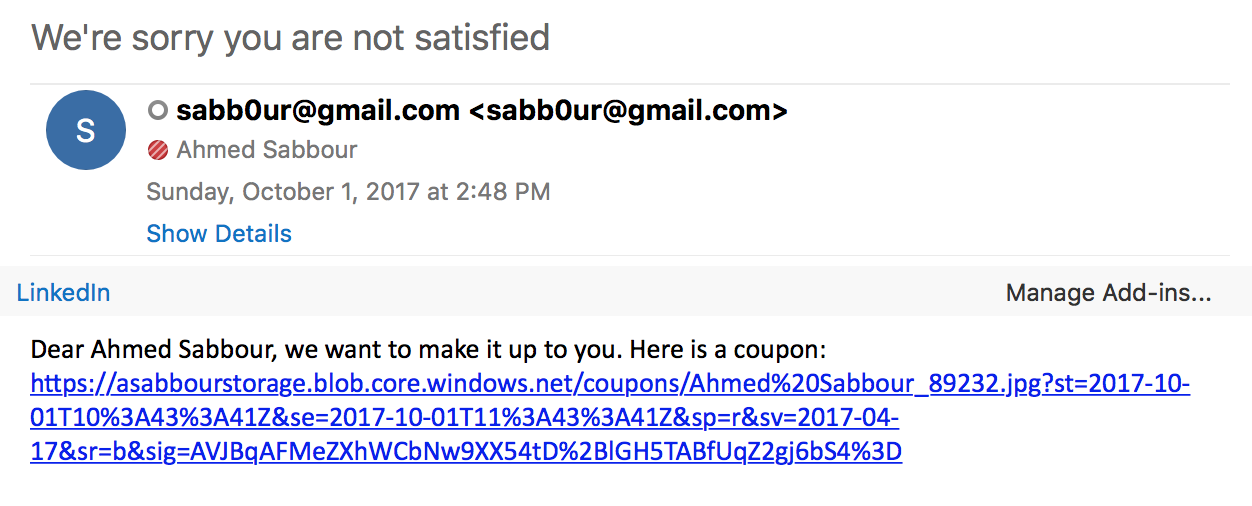 We're sorry you are not satisfied
S
sabb0ur@gmail.com <sabb0ur@gmail.com>
Ahmed Sabbour
Sunday, October 1, 2017 at 2:48 PM
Show Details
LinkedIn Manage Add-ins...
Dear Ahmed Sabbour, we want to make it up to you. Here is a coupon:
https://asabbourstorage.blob.core.windows.net/coupons/Ahmed%20Sabbour_89232.jpg?st=2017-10-
01T10%3A43%3A41Z&se=2017-10-01T11%3A43%3A41Z&sp=r&sv=2017-04-
17&sr=b&sig=AVJBqAFMeZXhWCbNw9XX54tD%2BlGH5TABfUqZ2gj6bS4%3D